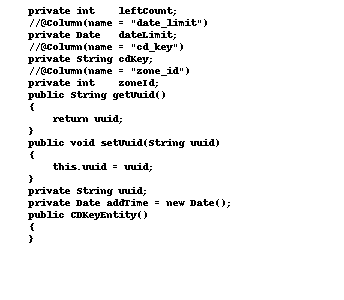 private int    leftCount;
//@Column(name = "date_limit")
private Date   dateLimit;
//@Column(name = "cd_key")
private String cdKey;
//@Column(name = "zone_id")
private int    zoneId;
public String getUuid()
{
    return uuid;
}
public void setUuid(String uuid)
{
    this.uuid = uuid;
}
private String uuid;
private Date addTime = new Date();
public CDKeyEntity()
{
}